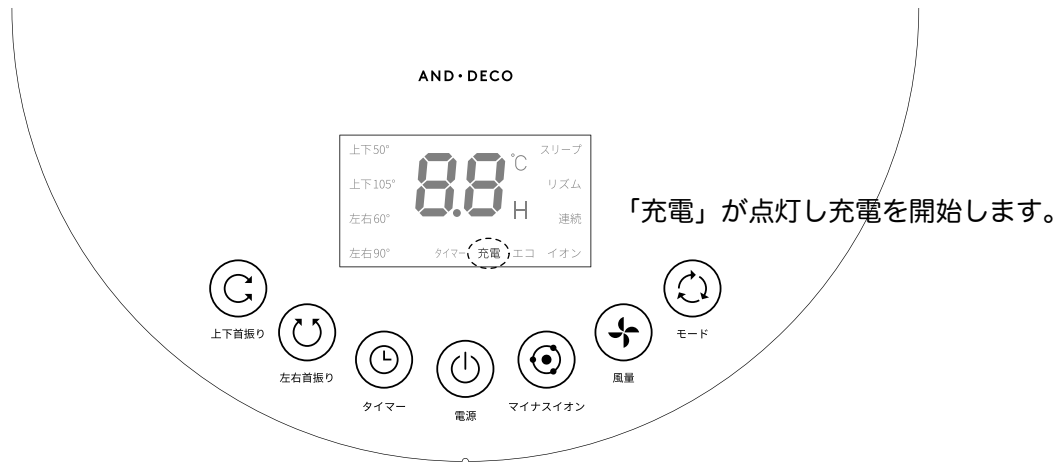 AND・DECO
上下50°
8.8
℃
スリープ
上下105°
リズム
左右60°
H
連続
「充電」が点灯し充電を開始します。
左右90°
タイマー
充電
エコ
イオン
上下首振り
左右首振り
タイマー
電源
マイナスイオン
風量
モード